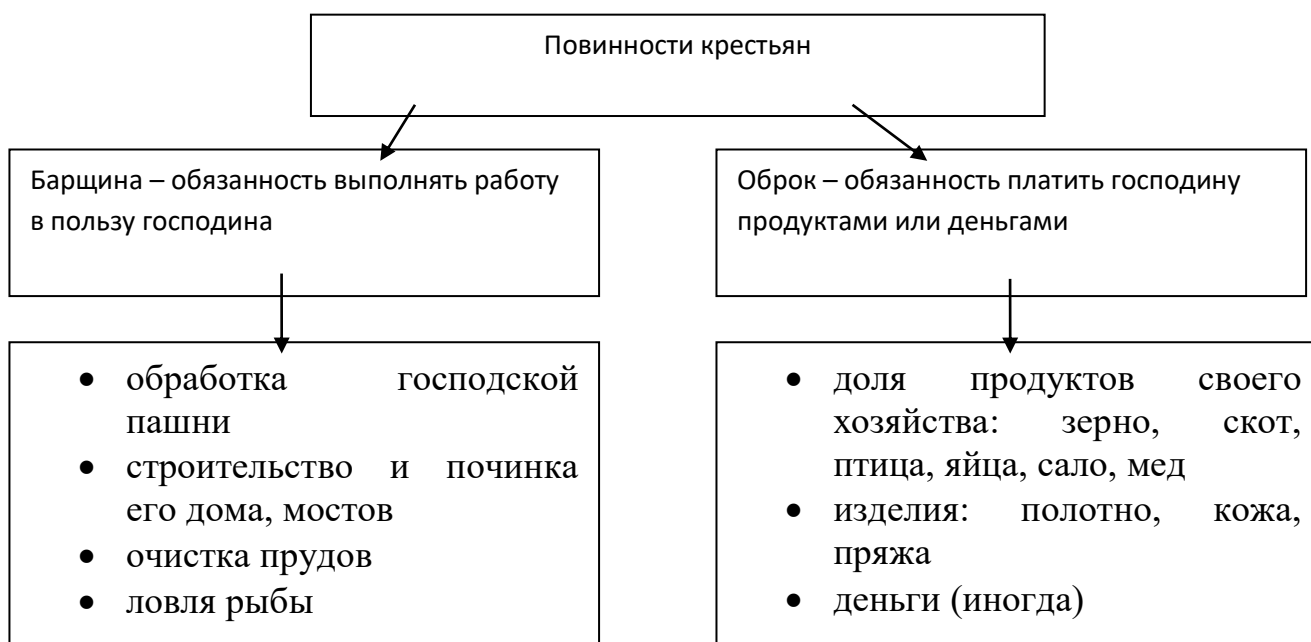 Повинности крестьян
Барщина – обязанность выполнять работу
в пользу господина
Оброк – обязанность платить господину
продуктами или деньгами
• обработка господской
пашни
• строительство и починка
его дома, мостов
• очистка прудов
• ловля рыбы
• доля продуктов своего
хозяйства: зерно, скот,
птица, яйца, сало, мед
• изделия: полотно, кожа,
пряжа
• деньги (иногда)